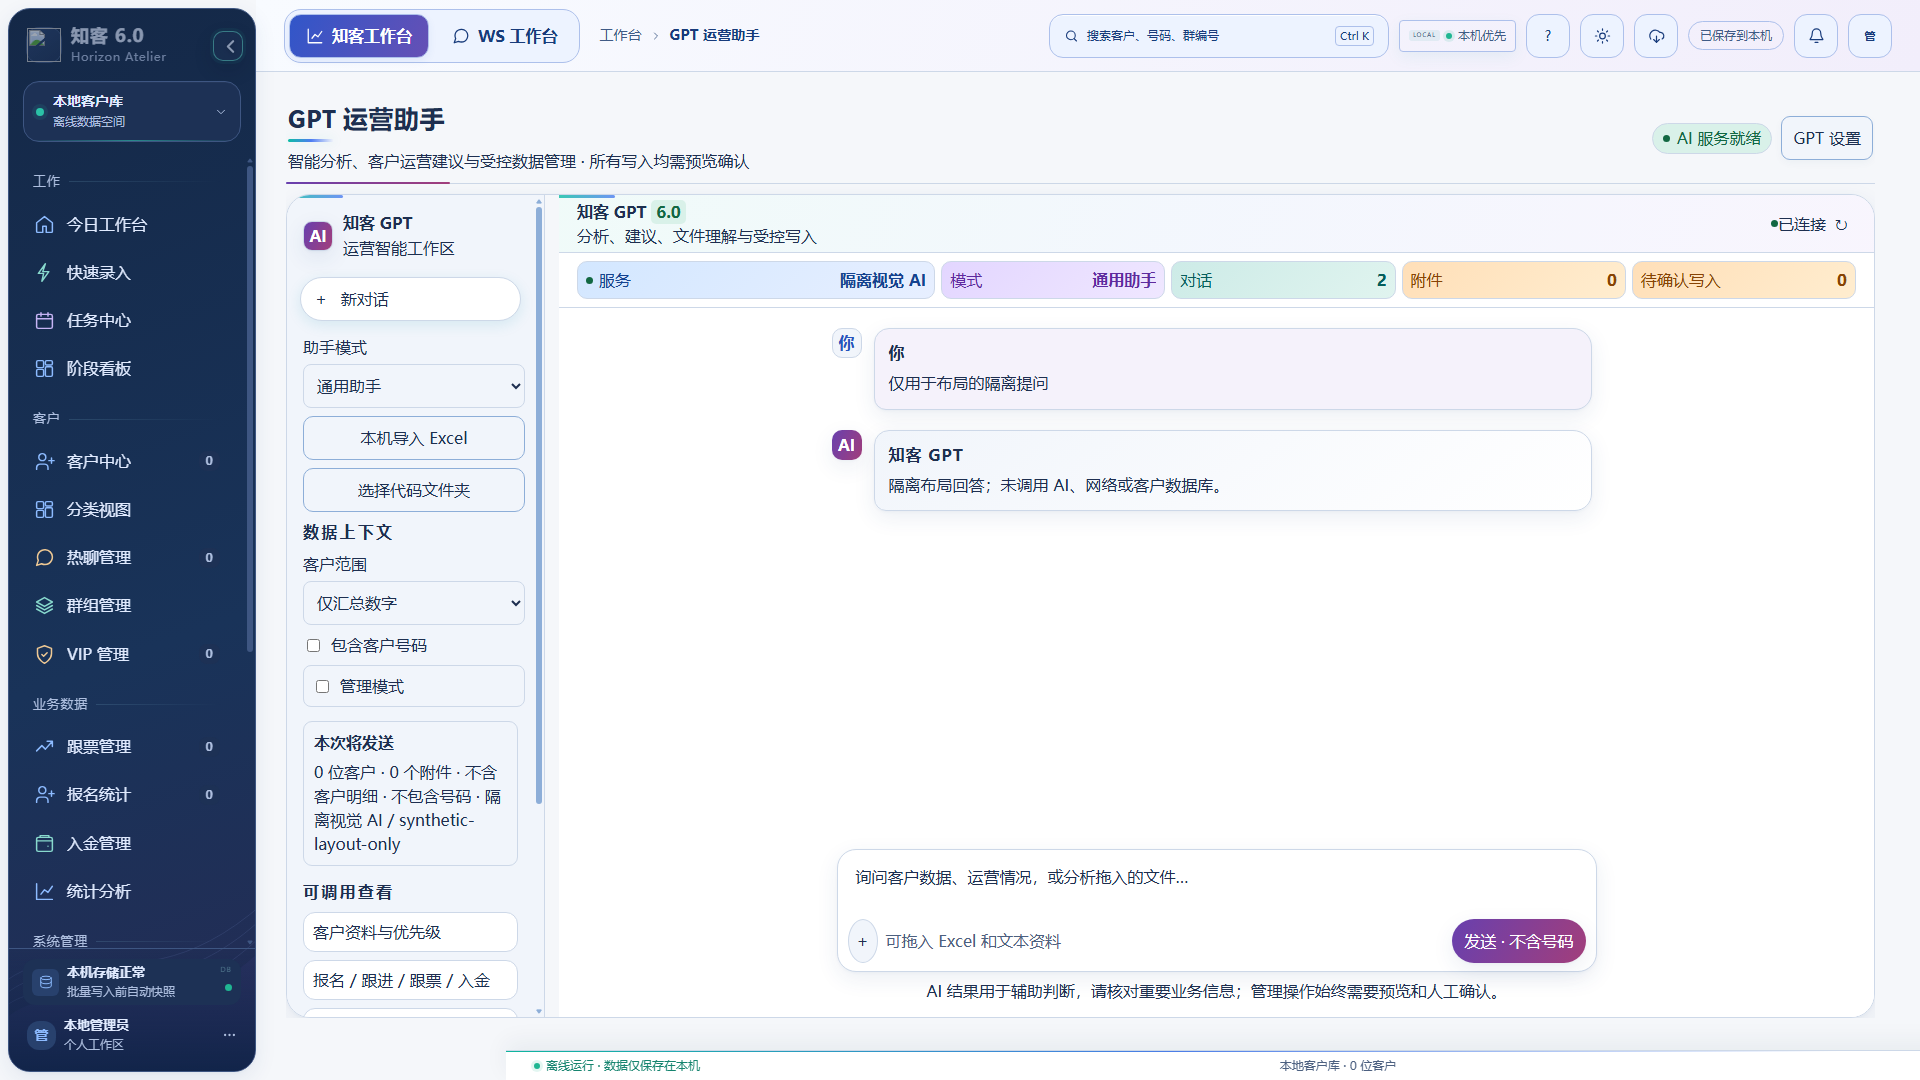 知客 6.0
Horizon Atelier
本地客户库
离线数据空间
工作
今日工作台
快速录入
任务中心
阶段看板
客户
客户中心 0
分类视图
热聊管理 0
群组管理
VIP 管理 0
业务数据
跟票管理 0
报名统计 0
入金管理
统计分析
系统管理
本机存储正常 DB
批量写入前自动快照
管 本地管理员 ···
个人工作区
知客工作台 WS 工作台 工作台 › GPT 运营助手
搜索客户、号码、群编号 Ctrl K LOCAL 本机优先 ? 已保存到本机 管
GPT 运营助手
智能分析、客户运营建议与受控数据管理 · 所有写入均需预览确认
AI 服务就绪 GPT 设置
AI 知客 GPT
运营智能工作区
+ 新对话
助手模式
通用助手
本机导入 Excel
选择代码文件夹
数据上下文
客户范围
仅汇总数字
包含客户号码
管理模式
本次将发送
0 位客户 · 0 个附件 · 不含
客户明细 · 不包含号码 · 隔
离视觉 AI / synthetic-
layout-only
可调用查看
客户资料与优先级
报名 / 跟进 / 跟票 / 入金
知客 GPT 6.0
分析、建议、文件理解与受控写入
已连接 ↻
服务 隔离视觉 AI 模式 通用助手 对话 2 附件 0 待确认写入 0
你 你
仅用于布局的隔离提问
AI 知客 GPT
隔离布局回答；未调用 AI、网络或客户数据库。
询问客户数据、运营情况，或分析拖入的文件...
+ 可拖入 Excel 和文本资料 发送 · 不含号码
AI 结果用于辅助判断，请核对重要业务信息；管理操作始终需要预览和人工确认。
离线运行 · 数据仅保存在本机 本地客户库 · 0 位客户